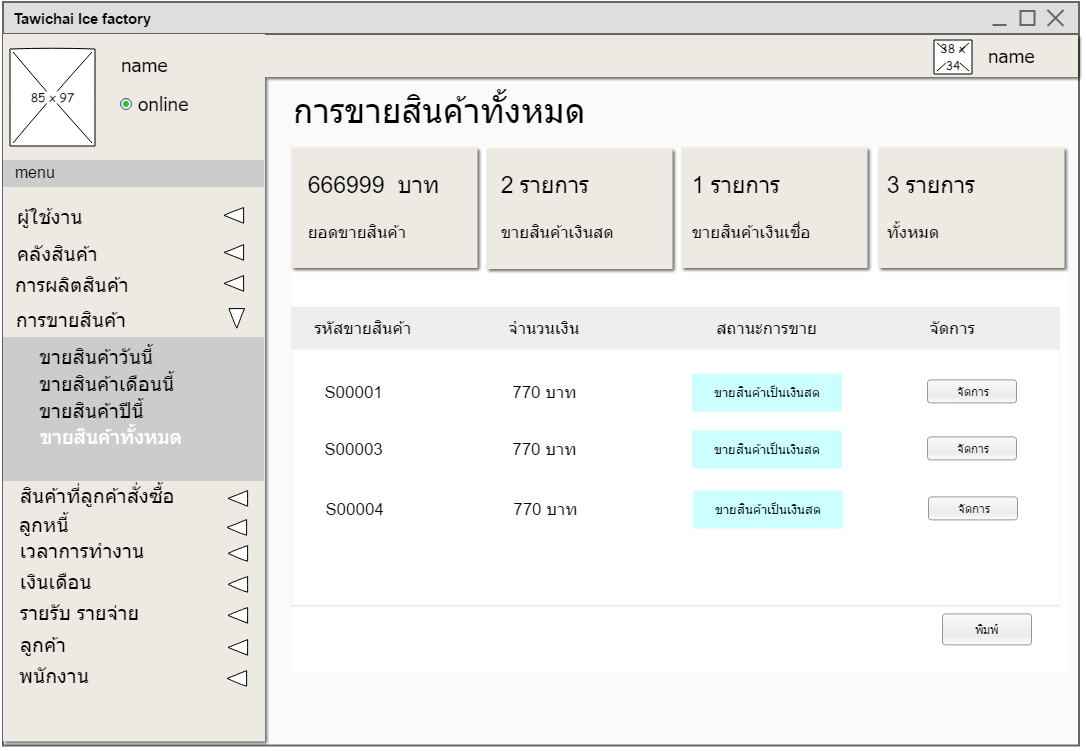 Tawichai Ice factory
38 x 34
name
85 x 97
name
online
menu
ผู้ใช้งาน
คลังสินค้า
การผลิตสินค้า
การขายสินค้า
ขายสินค้าวันนี้
ขายสินค้าเดือนนี้
ขายสินค้าปีนี้
ขายสินค้าทั้งหมด
สินค้าที่ลูกค้าสั่งซื้อ
ลูกหนี้
เวลาการทำงาน
เงินเดือน
รายรับ รายจ่าย
ลูกค้า
พนักงาน
การขายสินค้าทั้งหมด
666999 บาท
ยอดขายสินค้า
2 รายการ
ขายสินค้าเงินสด
1 รายการ
ขายสินค้าเงินเชื่อ
3 รายการ
ทั้งหมด
รหัสขายสินค้า จำนวนเงิน สถานะการขาย จัดการ
S00001 770 บาท ขายสินค้าเป็นเงินสด จัดการ
S00003 770 บาท ขายสินค้าเป็นเงินสด จัดการ
S00004 770 บาท ขายสินค้าเป็นเงินสด จัดการ
พิมพ์